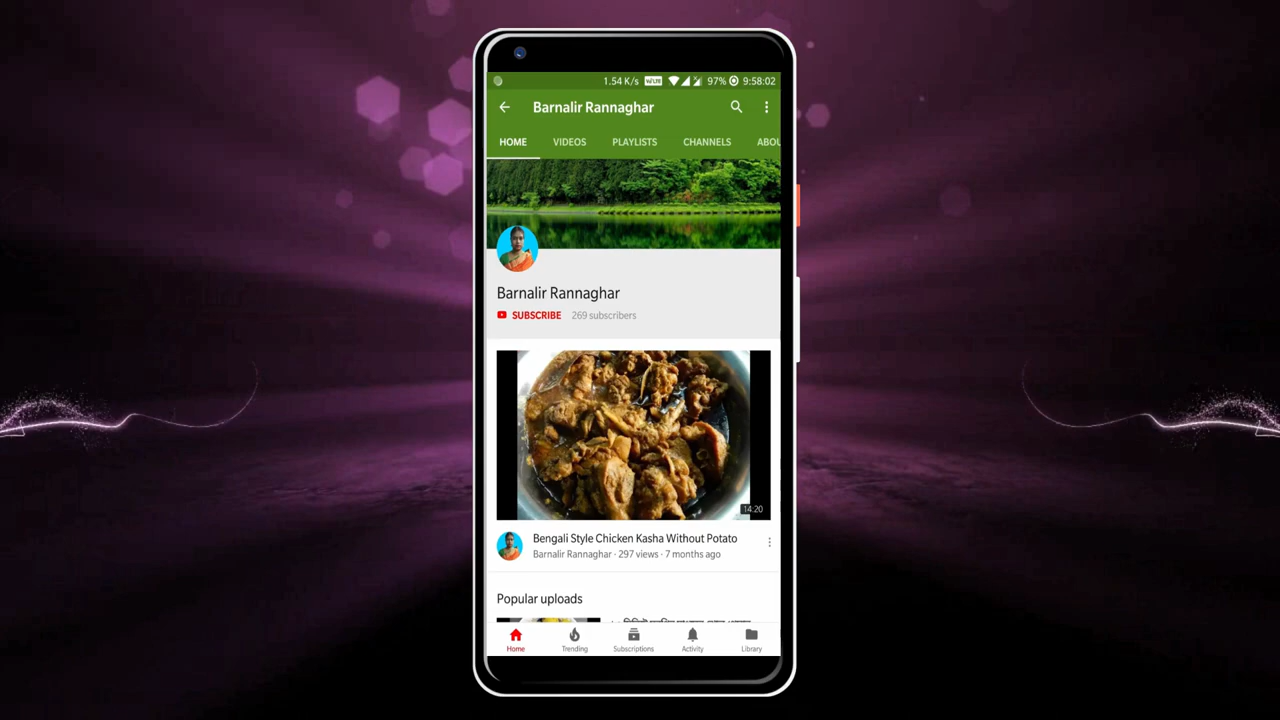 1.54 K/s VoLTE 97% 9:58:02
Barnalir Rannaghar
HOME VIDEOS PLAYLISTS CHANNELS ABOU
Barnalir Rannaghar
SUBSCRIBE 269 subscribers
14:20
Bengali Style Chicken Kasha Without Potato
Barnalir Rannaghar · 297 views · 7 months ago
Popular uploads
Home Trending Subscriptions Activity Library